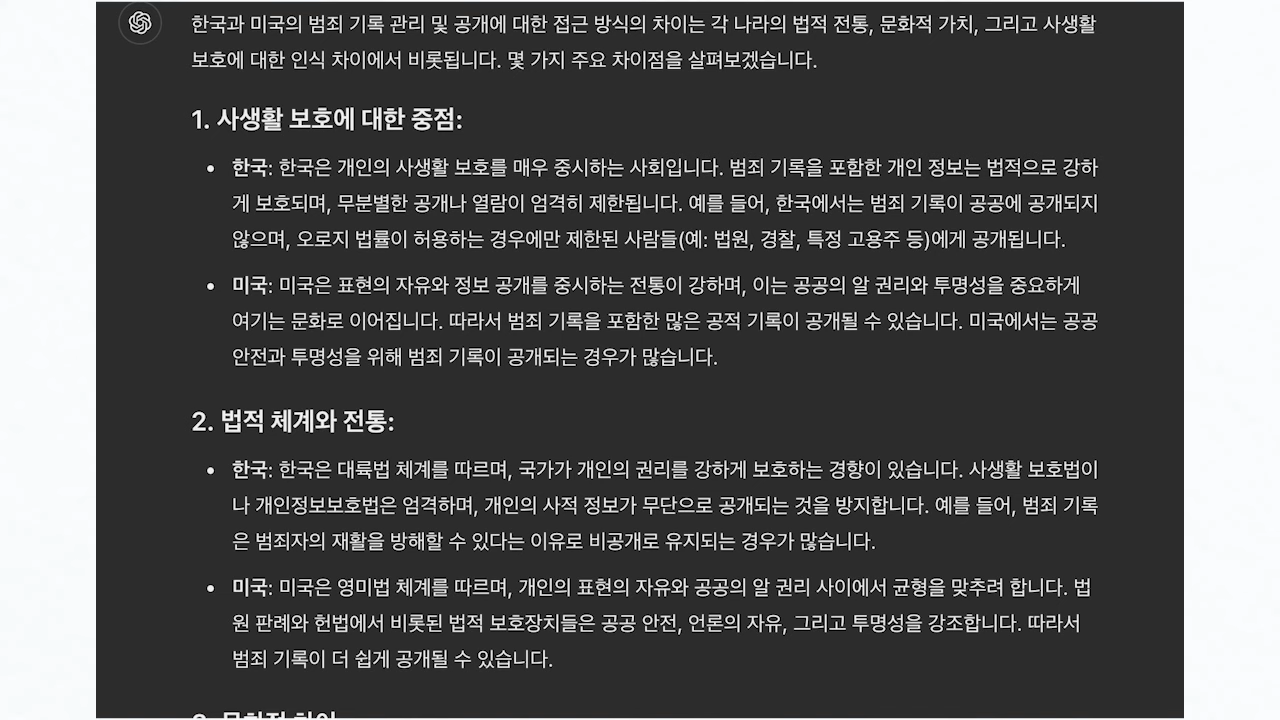 한국과 미국의 범죄 기록 관리 및 공개에 대한 접근 방식의 차이는 각 나라의 법적 전통, 문화적 가치, 그리고 사생활
보호에 대한 인식 차이에서 비롯됩니다. 몇 가지 주요 차이점을 살펴보겠습니다.
1. 사생활 보호에 대한 중점:
• 한국: 한국은 개인의 사생활 보호를 매우 중시하는 사회입니다. 범죄 기록을 포함한 개인 정보는 법적으로 강하
게 보호되며, 무분별한 공개나 열람이 엄격히 제한됩니다. 예를 들어, 한국에서는 범죄 기록이 공공에 공개되지
않으며, 오로지 법률이 허용하는 경우에만 제한된 사람들(예: 법원, 경찰, 특정 고용주 등)에게 공개됩니다.
• 미국: 미국은 표현의 자유와 정보 공개를 중시하는 전통이 강하며, 이는 공공의 알 권리와 투명성을 중요하게
여기는 문화로 이어집니다. 따라서 범죄 기록을 포함한 많은 공적 기록이 공개될 수 있습니다. 미국에서는 공공
안전과 투명성을 위해 범죄 기록이 공개되는 경우가 많습니다.
2. 법적 체계와 전통:
• 한국: 한국은 대륙법 체계를 따르며, 국가가 개인의 권리를 강하게 보호하는 경향이 있습니다. 사생활 보호법이
나 개인정보보호법은 엄격하며, 개인의 사적 정보가 무단으로 공개되는 것을 방지합니다. 예를 들어, 범죄 기록
은 범죄자의 재활을 방해할 수 있다는 이유로 비공개로 유지되는 경우가 많습니다.
• 미국: 미국은 영미법 체계를 따르며, 개인의 표현의 자유와 공공의 알 권리 사이에서 균형을 맞추려 합니다. 법
원 판례와 헌법에서 비롯된 법적 보호장치들은 공공 안전, 언론의 자유, 그리고 투명성을 강조합니다. 따라서
범죄 기록이 더 쉽게 공개될 수 있습니다.